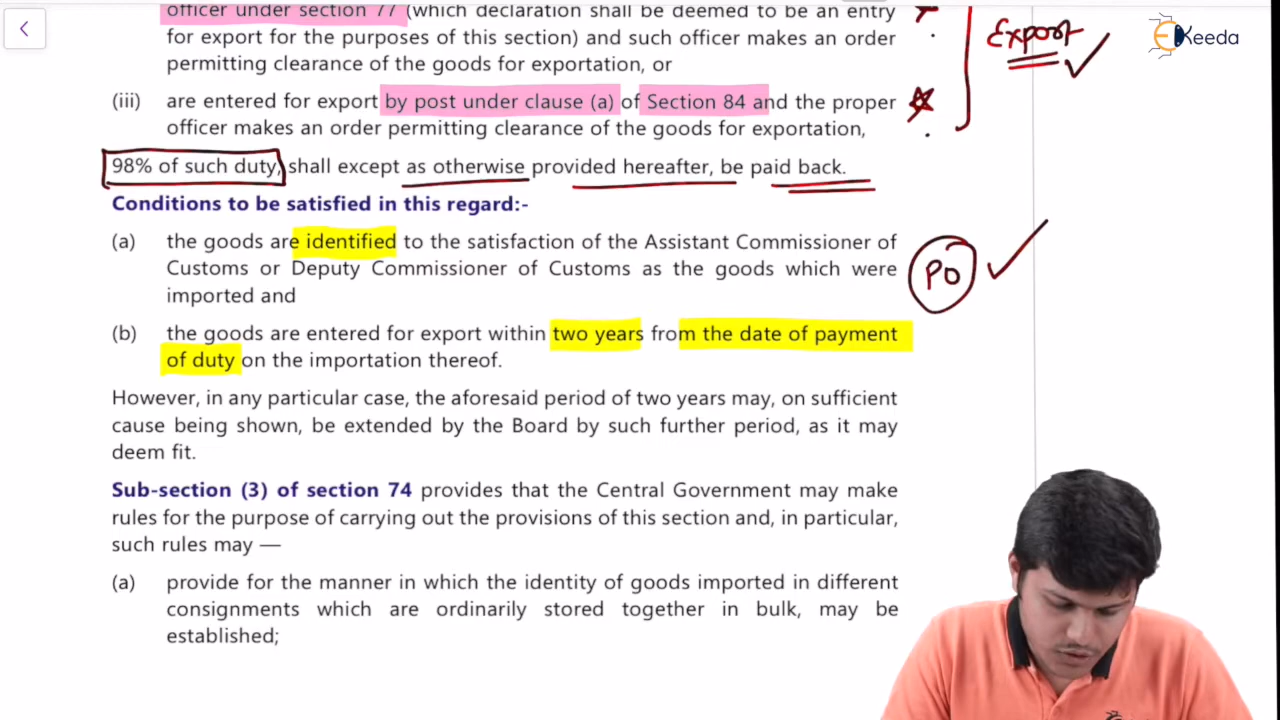 officer under section 77 (which declaration shall be deemed to be an entry
for export for the purposes of this section) and such officer makes an order
permitting clearance of the goods for exportation, or
(iii) are entered for export by post under clause (a) of Section 84 and the proper
officer makes an order permitting clearance of the goods for exportation,
98% of such duty, shall except as otherwise provided hereafter, be paid back.
Conditions to be satisfied in this regard:-
(a) the goods are identified to the satisfaction of the Assistant Commissioner of
Customs or Deputy Commissioner of Customs as the goods which were
imported and
(b) the goods are entered for export within two years from the date of payment
of duty on the importation thereof.
However, in any particular case, the aforesaid period of two years may, on sufficient
cause being shown, be extended by the Board by such further period, as it may
deem fit.
Sub-section (3) of section 74 provides that the Central Government may make
rules for the purpose of carrying out the provisions of this section and, in particular,
such rules may —
(a) provide for the manner in which the identity of goods imported in different
consignments which are ordinarily stored together in bulk, may be
established;
Export
PO
EKeeda